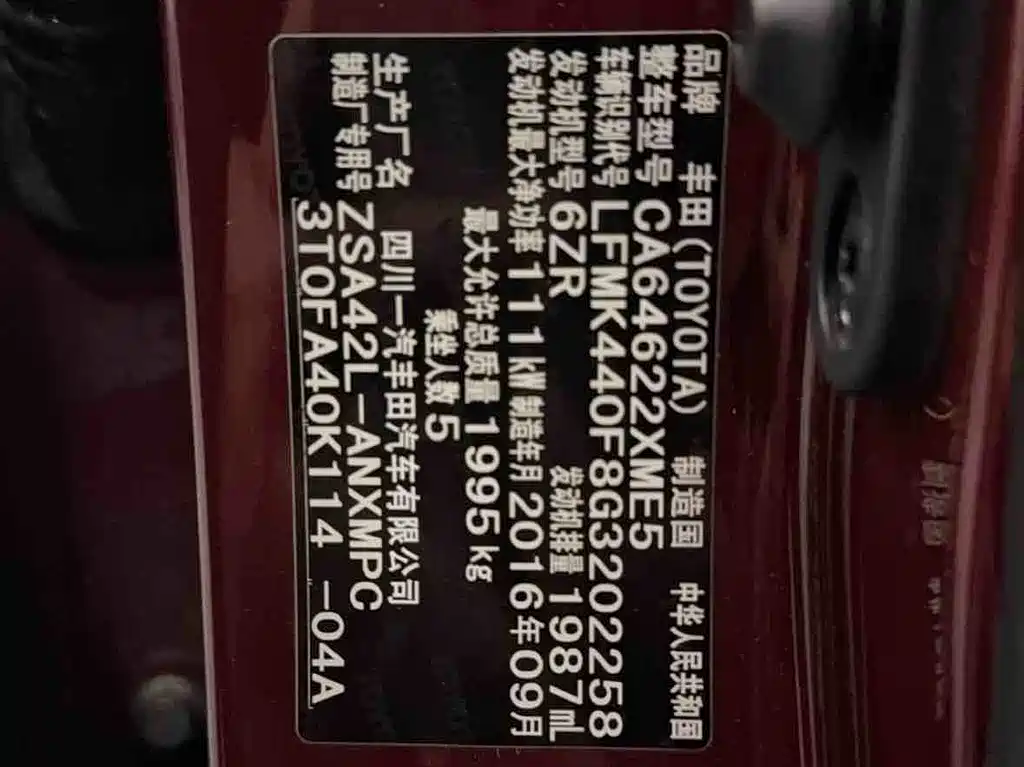 品牌 丰田(TOYOTA) 制造国 中华人民共和国
整车型号 CA64622XME5
车辆识别代号 LFMK440F8G3202258
发动机型号 6ZR 发动机排量 1987mL
发动机最大净功率 111kW 制造年月 2016年09月
最大允许总质量 1995kg
乘坐人数 5
生产厂名 四川一汽丰田汽车有限公司
制造厂专用号 ZSA42L-ANXMPC
3T0FA40K114 -04A